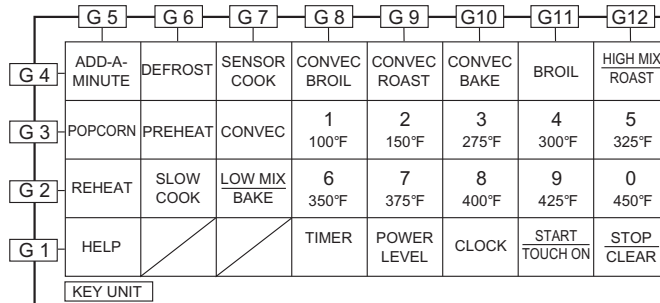 G 5 G 6 G 7 G 8 G 9 G10 G11 G12
G 4 ADD-A-MINUTE DEFROST SENSOR COOK CONVEC BROIL CONVEC ROAST CONVEC BAKE BROIL HIGH MIX ROAST
G 3 POPCORN PREHEAT CONVEC 1 100°F 2 150°F 3 275°F 4 300°F 5 325°F
G 2 REHEAT SLOW COOK LOW MIX BAKE 6 350°F 7 375°F 8 400°F 9 425°F 0 450°F
G 1 HELP TIMER POWER LEVEL CLOCK START TOUCH ON STOP CLEAR
KEY UNIT